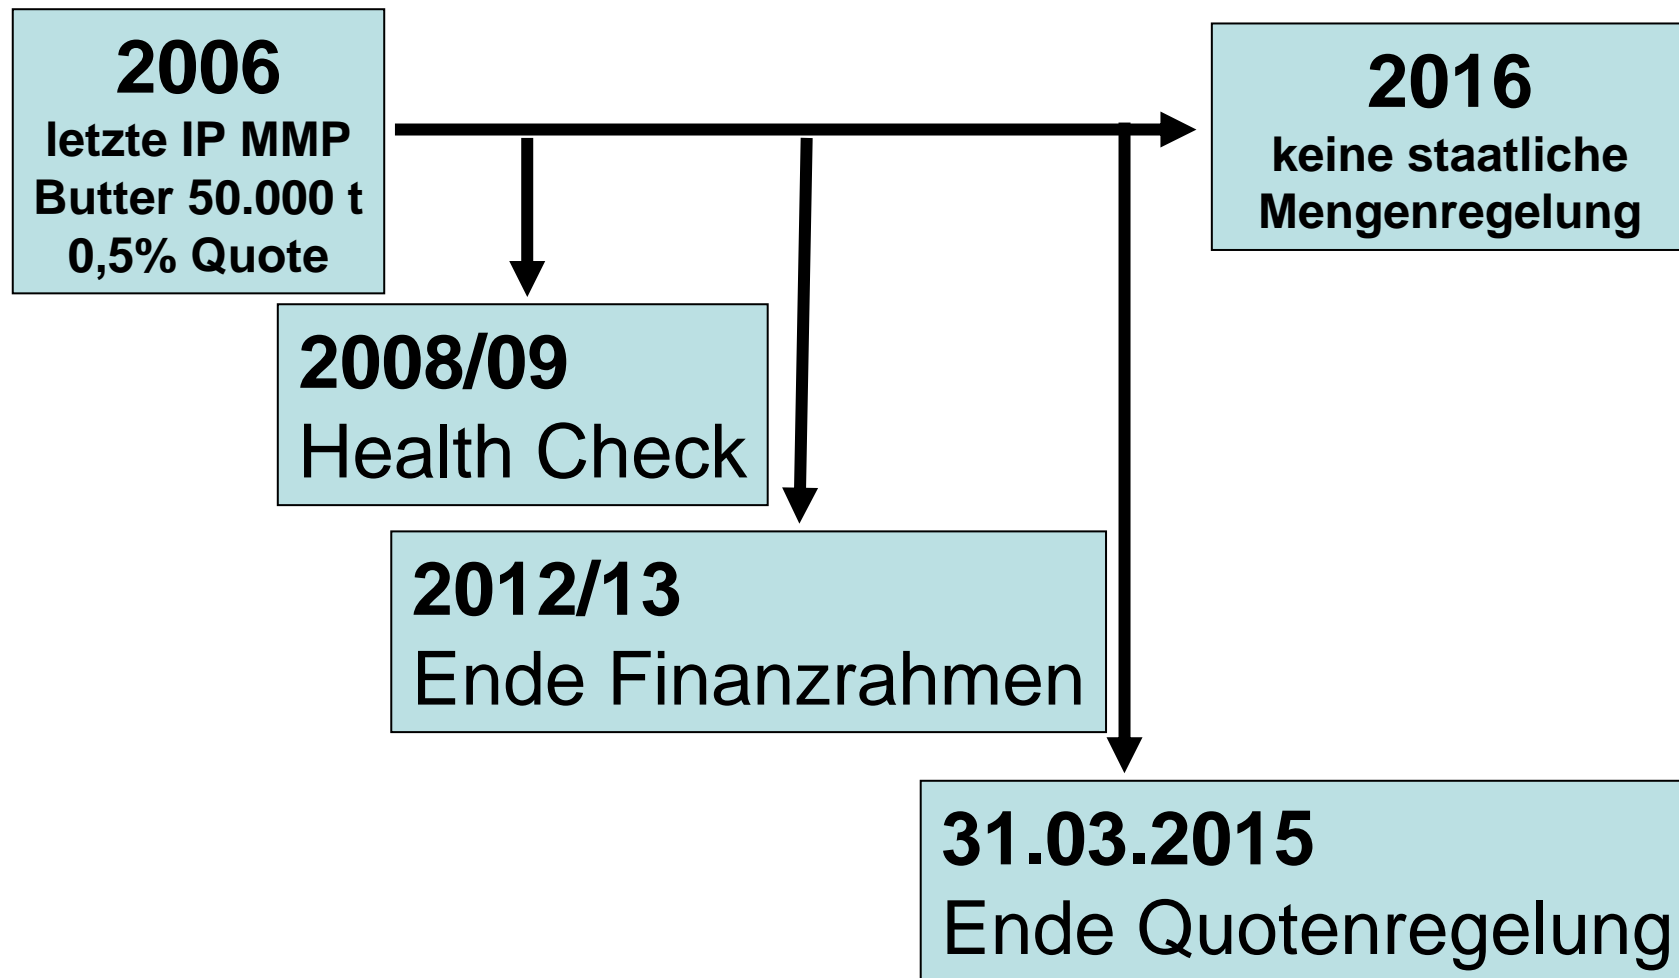 2006
letzte IP MMP
Butter 50.000 t
0,5% Quote
2016
keine staatliche
Mengenregelung
2008/09
Health Check
2012/13
Ende Finanzrahmen
31.03.2015
Ende Quotenregelung